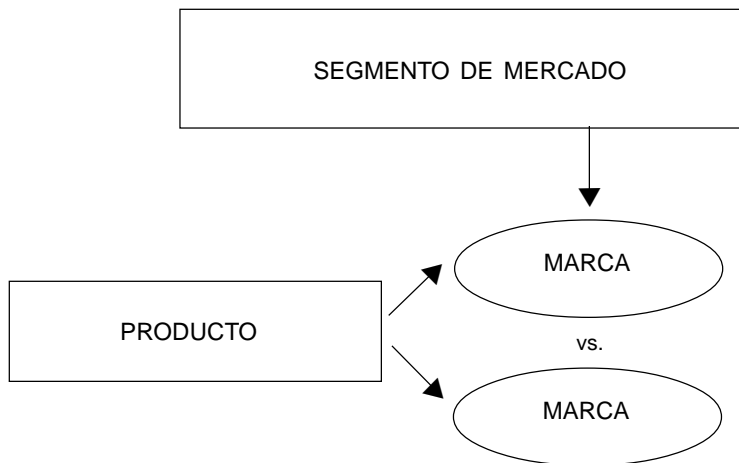 SEGMENTO DE MERCADO
MARCA
PRODUCTO
vs.
MARCA